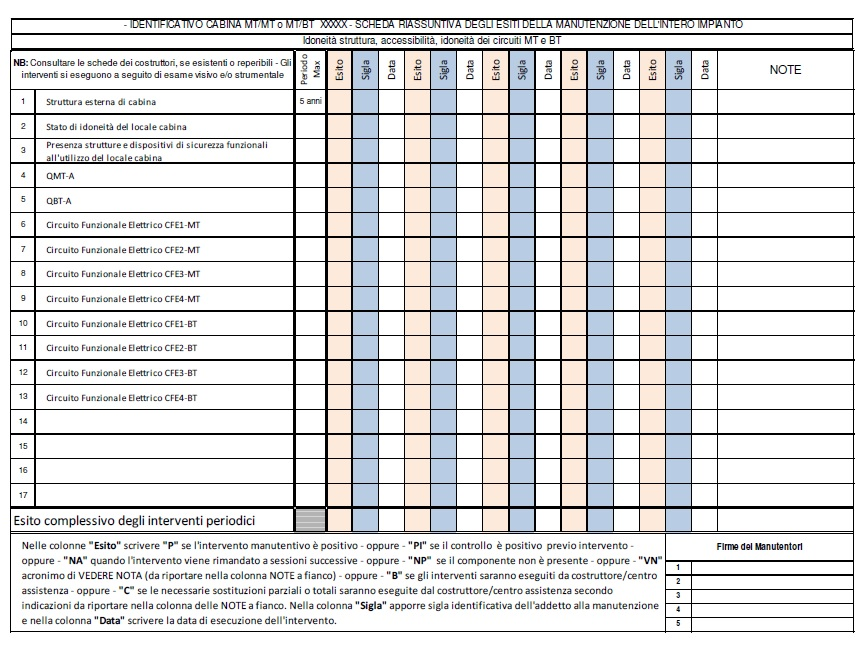 - IDENTIFICATIVO CABINA MT/MT o MT/BT XXXXX - SCHEDA RIASSUNTIVA DEGLI ESITI DELLA MANUTENZIONE DELL'INTERO IMPIANTO
Idoneità struttura, accessibilità, idoneità dei circuiti MT e BT
NB: Consultare le schede dei costruttori, se esistenti o reperibili - Gli
interventi si eseguono a seguito di esame visivo e/o strumentale
Periodo
Max
Esito
Sigla
Data
Esito
Sigla
Data
Esito
Sigla
Data
Esito
Sigla
Data
Esito
Sigla
Data
NOTE
1 Struttura esterna di cabina 5 anni
2 Stato di idoneità del locale cabina
3 Presenza strutture e dispositivi di sicurezza funzionali
all'utilizzo del locale cabina
4 QMT-A
5 QBT-A
6 Circuito Funzionale Elettrico CFE1-MT
7 Circuito Funzionale Elettrico CFE2-MT
8 Circuito Funzionale Elettrico CFE3-MT
9 Circuito Funzionale Elettrico CFE4-MT
10 Circuito Funzionale Elettrico CFE1-BT
11 Circuito Funzionale Elettrico CFE2-BT
12 Circuito Funzionale Elettrico CFE3-BT
13 Circuito Funzionale Elettrico CFE4-BT
14
15
16
17
Esito complessivo degli interventi periodici
Nelle colonne "Esito" scrivere "P" se l'intervento manutentivo è positivo - oppure - "PI" se il controllo è positivo previo intervento -
oppure - "NA" quando l'intervento viene rimandato a sessioni successive - oppure - "NP" se il componente non è presente - oppure - "VN"
acronimo di VEDERE NOTA (da riportare nella colonna NOTE a fianco) - oppure - "B" se gli interventi saranno eseguiti da costruttore/centro
assistenza - oppure - "C" se le necessarie sostituzioni parziali o totali saranno eseguite dal costruttore/centro assistenza secondo
indicazioni da riportare nella colonna delle NOTE a fianco. Nella colonna "Sigla" apporre sigla identificativa dell'addetto alla manutenzione
e nella colonna "Data" scrivere la data di esecuzione dell'intervento.
Firme dei Manutentori
1
2
3
4
5